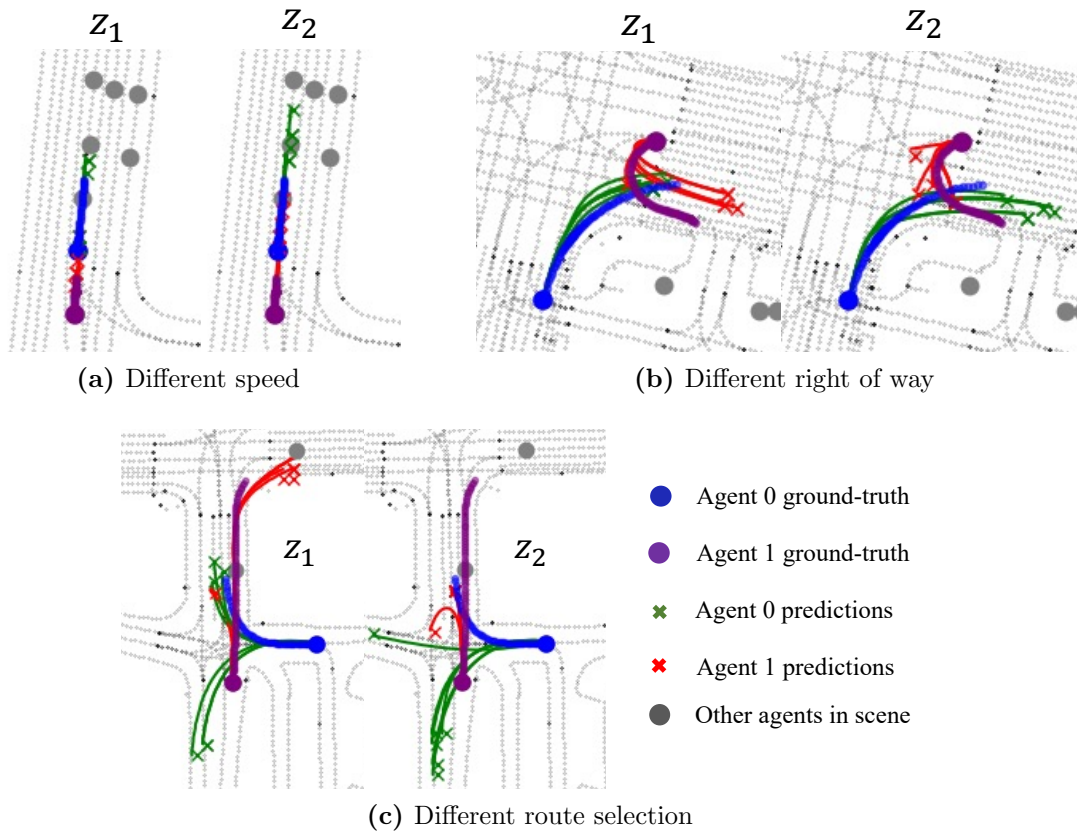 z₁
z₂
z₁
z₂
(a) Different speed
(b) Different right of way
z₁
z₂
Agent 0 ground-truth
Agent 1 ground-truth
Agent 0 predictions
Agent 1 predictions
Other agents in scene
(c) Different route selection